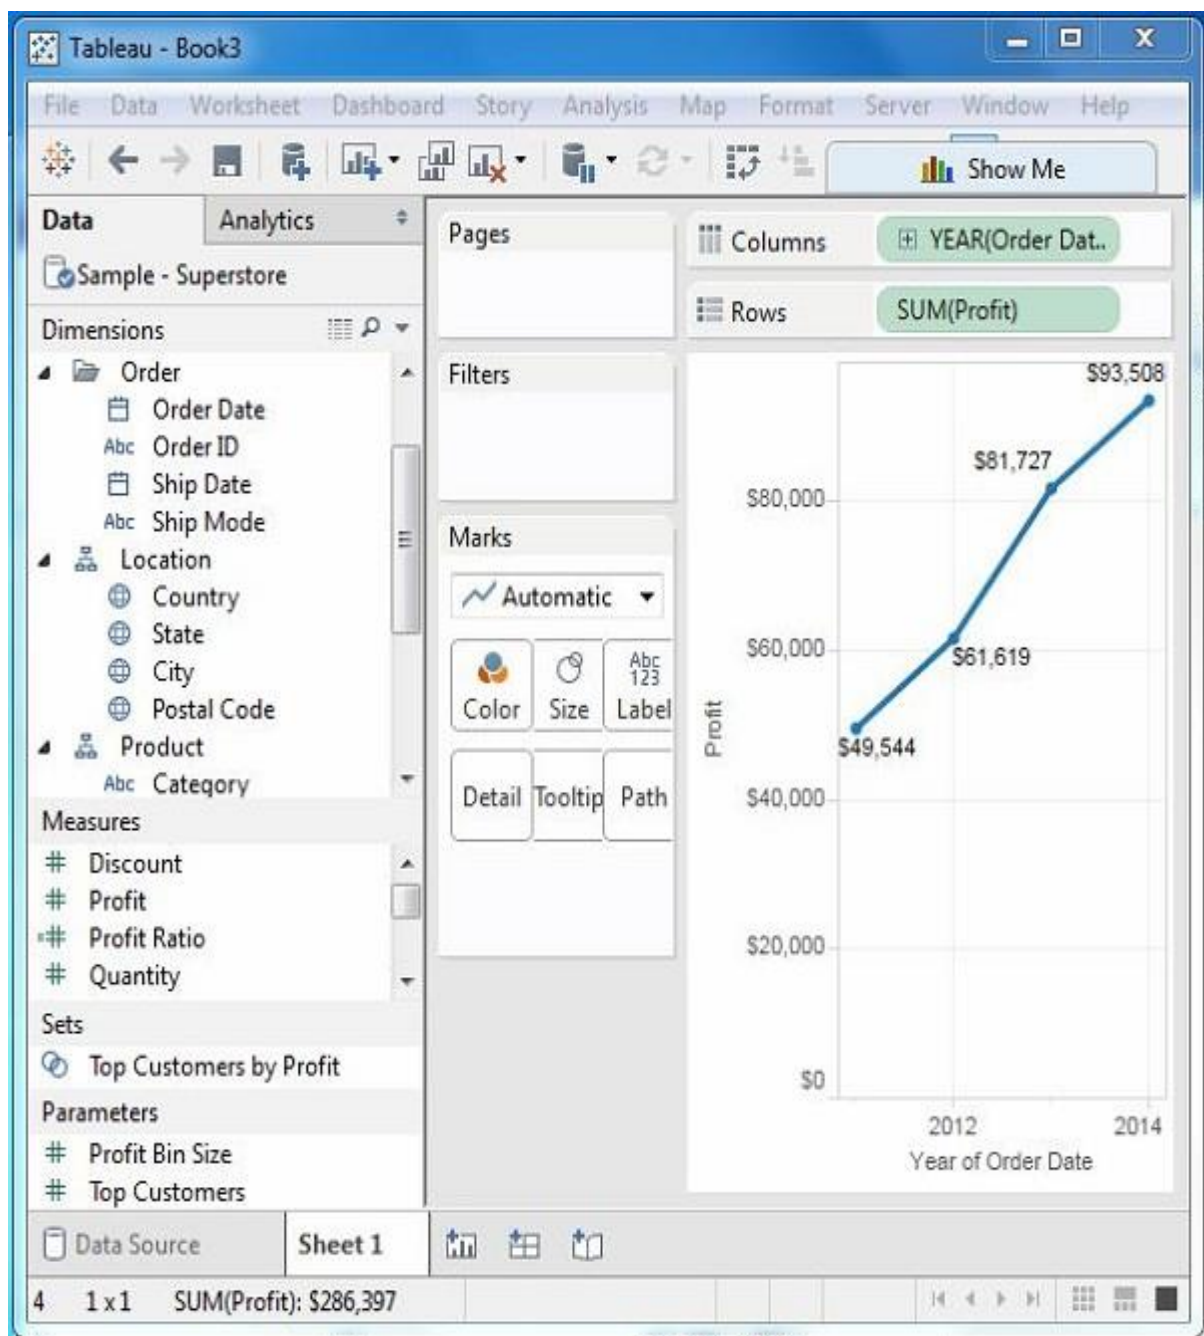 Tableau - Book3
File Data Worksheet Dashboard Story Analysis Map Format Server Window Help
Show Me
Data Analytics
Sample - Superstore
Dimensions
Order
Order Date
Abc Order ID
Ship Date
Abc Ship Mode
Location
Country
State
City
Postal Code
Product
Abc Category
Measures
# Discount
# Profit
=# Profit Ratio
# Quantity
Sets
Top Customers by Profit
Parameters
# Profit Bin Size
# Top Customers
Pages
Filters
Marks
Automatic
Color Size Abc 123 Label
Detail Tooltip Path
Columns YEAR(Order Dat..
Rows SUM(Profit)
$93,508
$81,727
$80,000
$61,619
$60,000
$49,544
Profit
$40,000
$20,000
$0
2012 2014
Year of Order Date
Data Source Sheet 1
4 1 x 1 SUM(Profit): $286,397